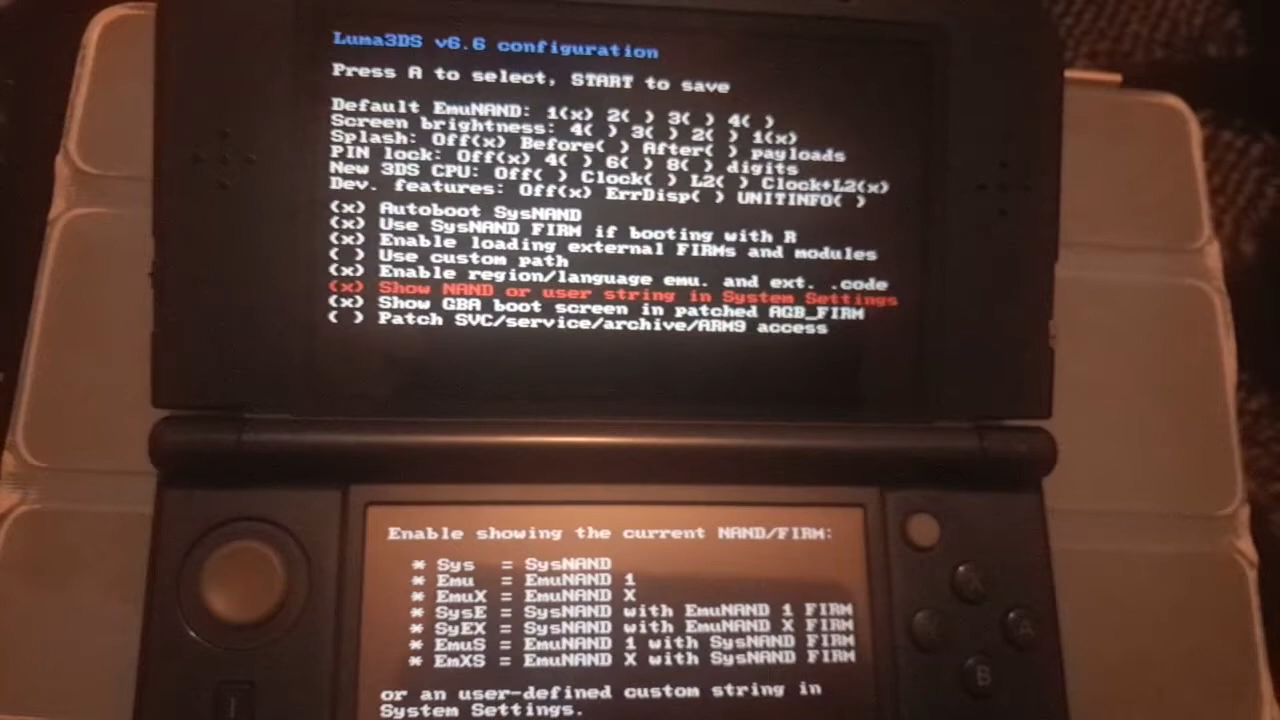 Luma3DS v6.6 configuration
Press A to select, START to save
Default EmuNAND: 1(x) 2( ) 3( ) 4( )
Screen brightness: 4( ) 3( ) 2( ) 1(x)
Splash: Off(x) Before( ) After( ) payloads
PIN lock: Off(x) 4( ) 6( ) 8( ) digits
New 3DS CPU: Off( ) Clock( ) L2( ) Clock+L2(x)
Dev. features: Off(x) ErrDisp( ) UNITINFO( )
(x) Autoboot SysNAND
(x) Use SysNAND FIRM if booting with R
(x) Enable loading external FIRMs and modules
( ) Use custom path
(x) Enable region/language emu. and ext. .code
(x) Show NAND or user string in System Settings
(x) Show GBA boot screen in patched AGB_FIRM
( ) Patch SVC/service/archive/ARM9 access
Enable showing the current NAND/FIRM:
* Sys = SysNAND
* Emu = EmuNAND 1
* EmuX = EmuNAND X
* SysE = SysNAND with EmuNAND 1 FIRM
* SyEX = SysNAND with EmuNAND X FIRM
* EmuS = EmuNAND 1 with SysNAND FIRM
* EmXS = EmuNAND X with SysNAND FIRM
or an user-defined custom string in
System Settings.
A
B